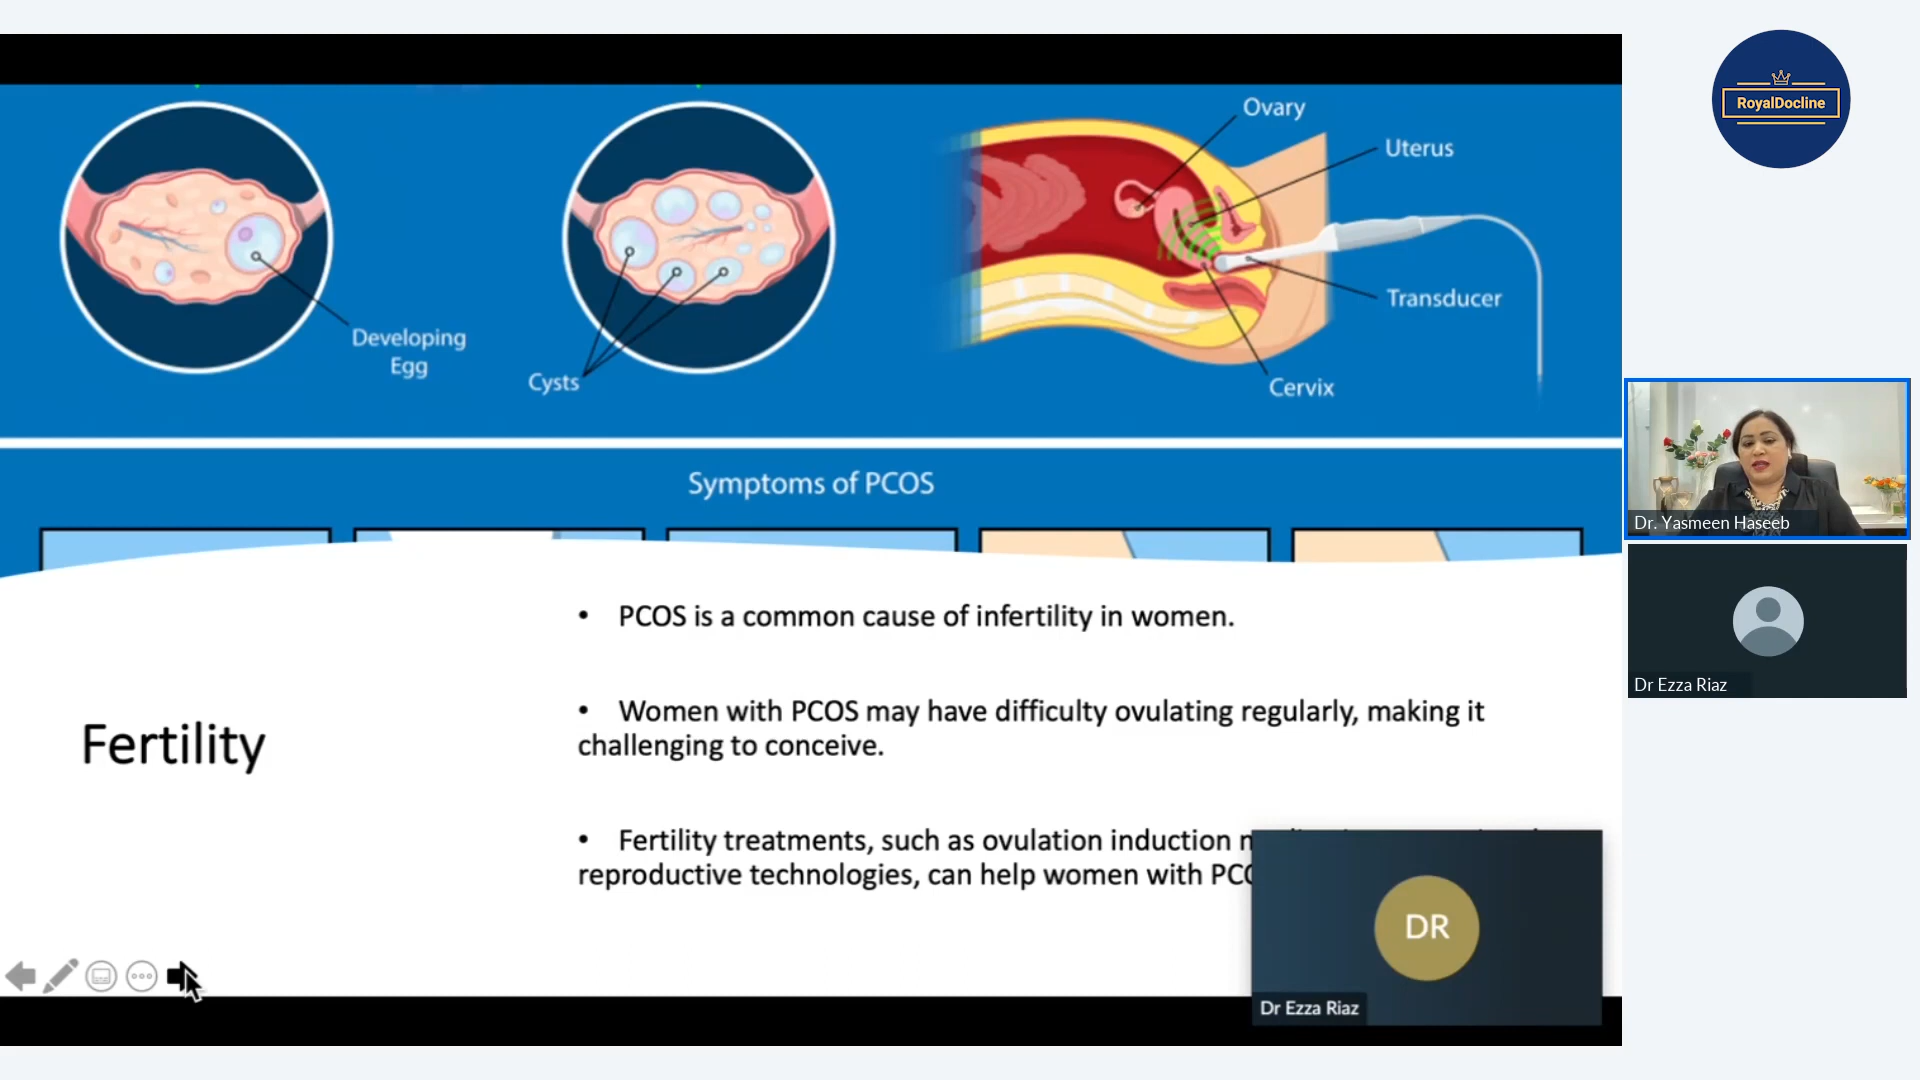 RoyalDocline
Ovary
Uterus
Developing
Egg
Cysts
Transducer
Cervix
Symptoms of PCOS
Fertility
• PCOS is a common cause of infertility in women.
• Women with PCOS may have difficulty ovulating regularly, making it
challenging to conceive.
• Fertility treatments, such as ovulation induction
reproductive technologies, can help women with
DR
Dr Ezza Riaz
Dr. Yasmeen Haseeb
Dr Ezza Riaz